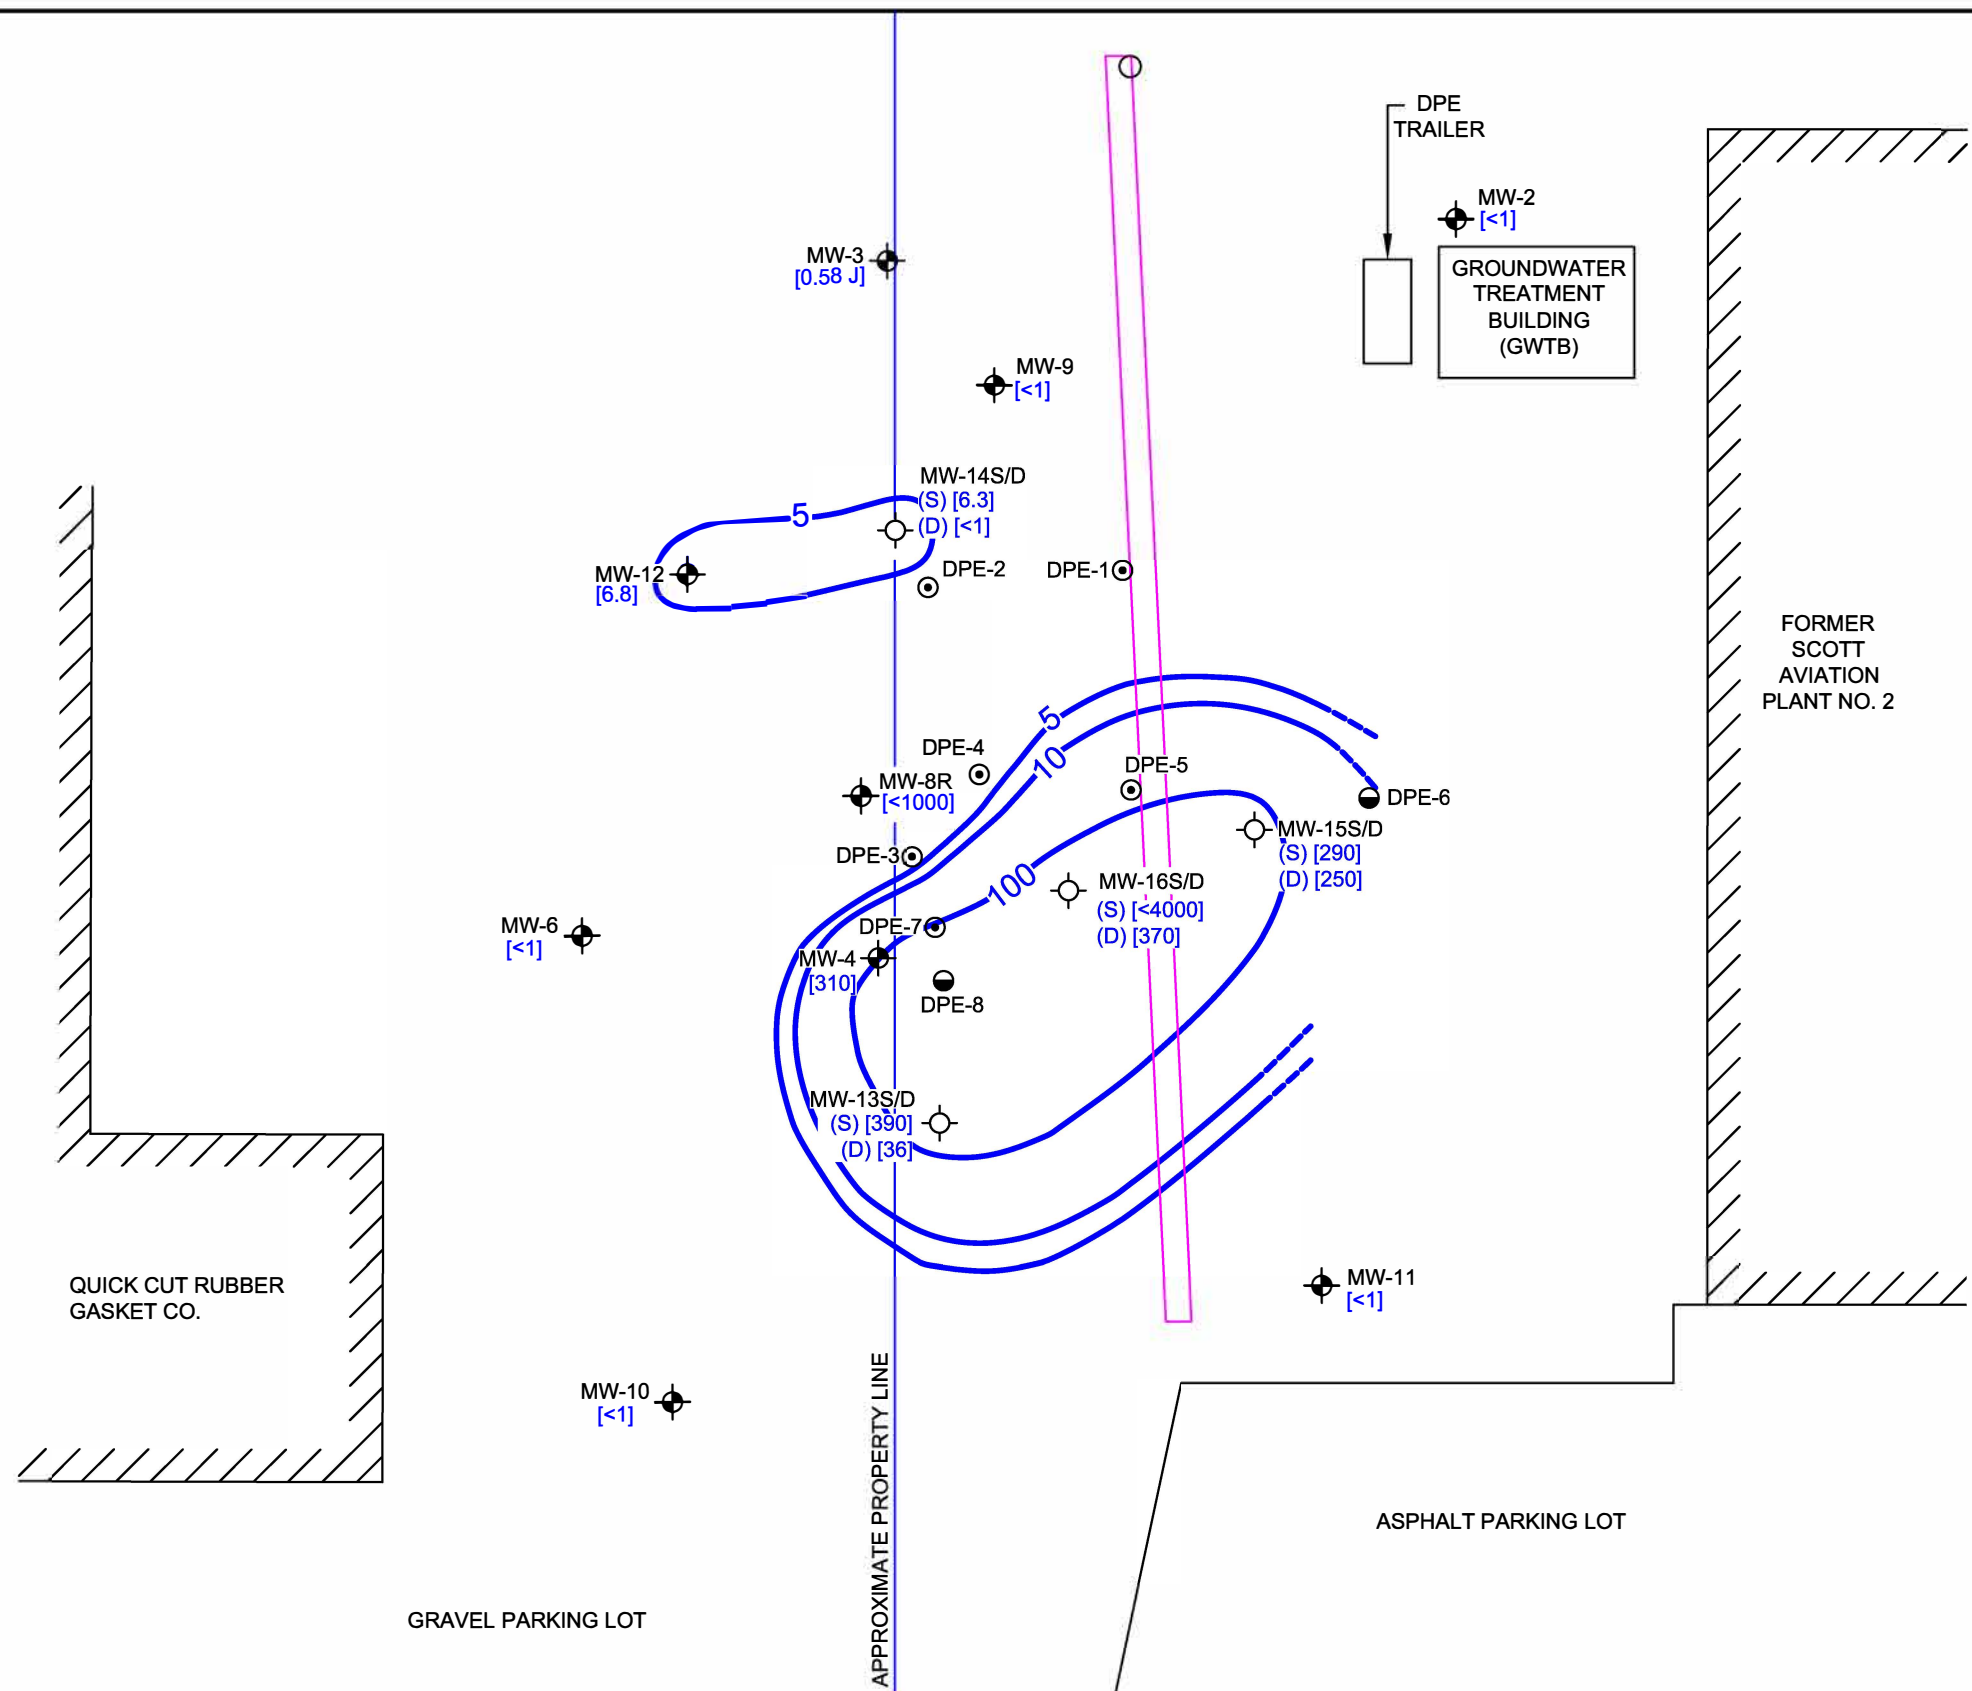 DPE
TRAILER
MW-2
[<1]
MW-3
[0.58 J]
GROUNDWATER
TREATMENT
BUILDING
(GWTB)
MW-9
[<1]
MW-14S/D
(S) [6.3]
(D) [<1]
5
MW-12
[6.8]
DPE-2
DPE-1
FORMER
SCOTT
AVIATION
PLANT NO. 2
5
10
DPE-4
DPE-5
MW-8R
[<1000]
DPE-6
MW-15S/D
(S) [290]
(D) [250]
DPE-3
100
MW-16S/D
(S) [<4000]
(D) [370]
MW-6
[<1]
DPE-7
MW-4
[310]
DPE-8
MW-13S/D
(S) [390]
(D) [36]
QUICK CUT RUBBER
GASKET CO.
MW-11
[<1]
MW-10
[<1]
APPROXIMATE PROPERTY LINE
ASPHALT PARKING LOT
GRAVEL PARKING LOT